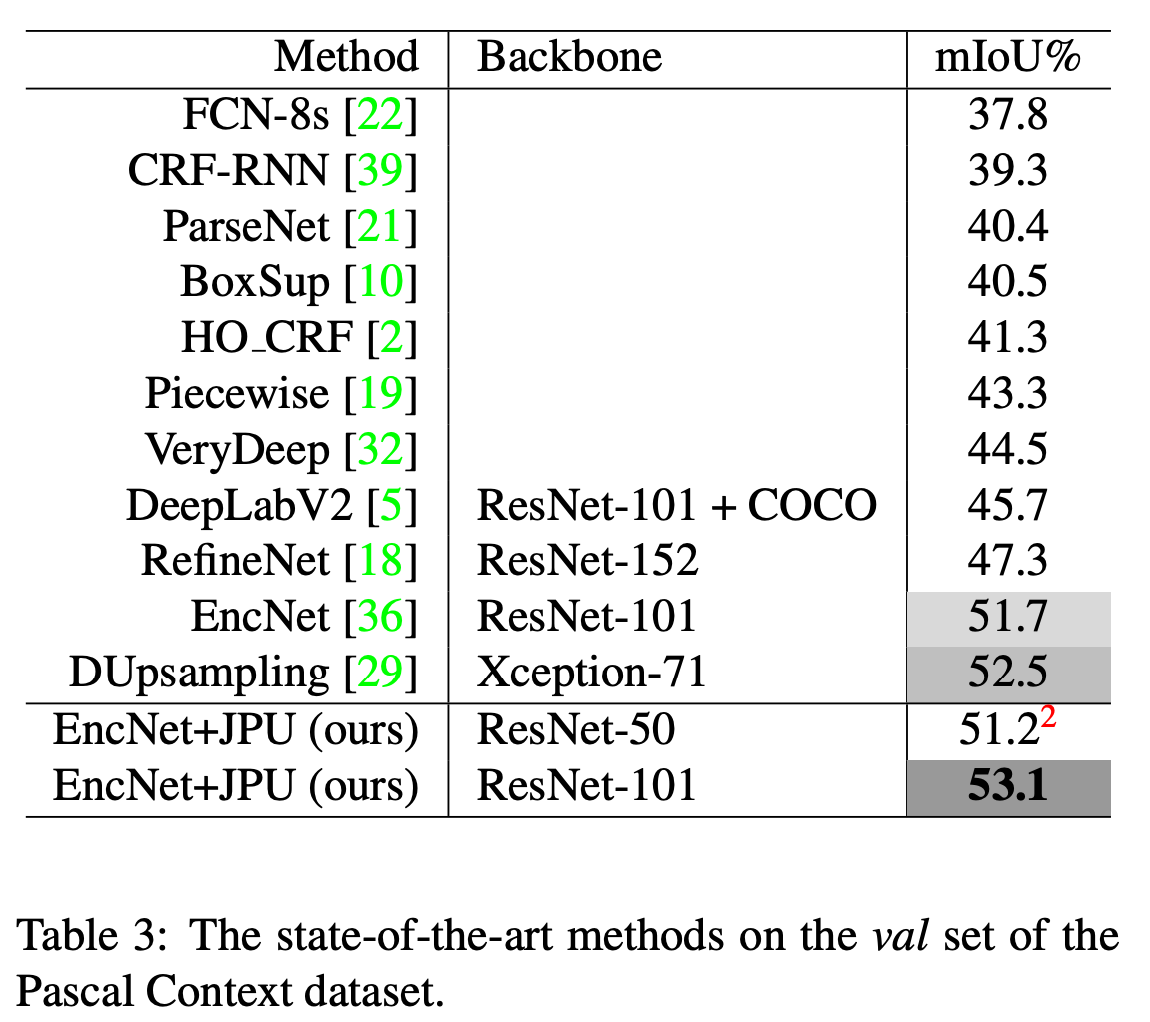 Method Backbone mIoU%
FCN-8s [22] 37.8
CRF-RNN [39] 39.3
ParseNet [21] 40.4
BoxSup [10] 40.5
HO_CRF [2] 41.3
Piecewise [19] 43.3
VeryDeep [32] 44.5
DeepLabV2 [5] ResNet-101 + COCO 45.7
RefineNet [18] ResNet-152 47.3
EncNet [36] ResNet-101 51.7
DUpsampling [29] Xception-71 52.5
EncNet+JPU (ours) ResNet-50 51.2²
EncNet+JPU (ours) ResNet-101 53.1
Table 3: The state-of-the-art methods on the val set of the
Pascal Context dataset.